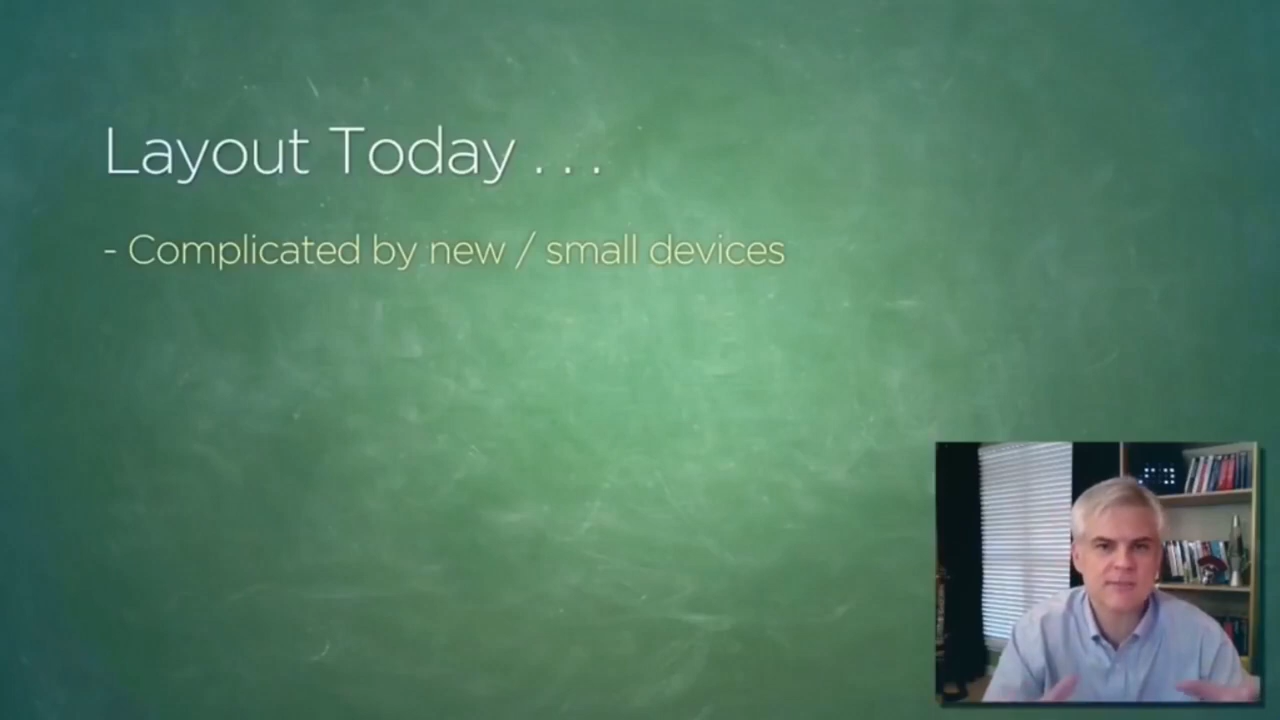 Layout Today . . .
- Complicated by new / small devices